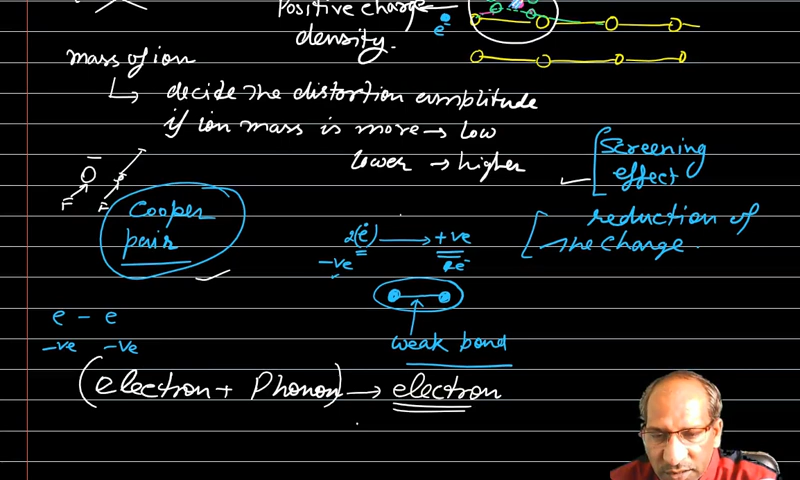 Positive charge
density.
e
mass of ion
decide the distortion amplitude
if ion mass is more → low
lower → higher
Screening
effect
reduction of
the charge.
F F
Cooper
pair
2(e) → +ve
-ve
e - e
-ve -ve
weak bond
(electron + Phonon) → electron